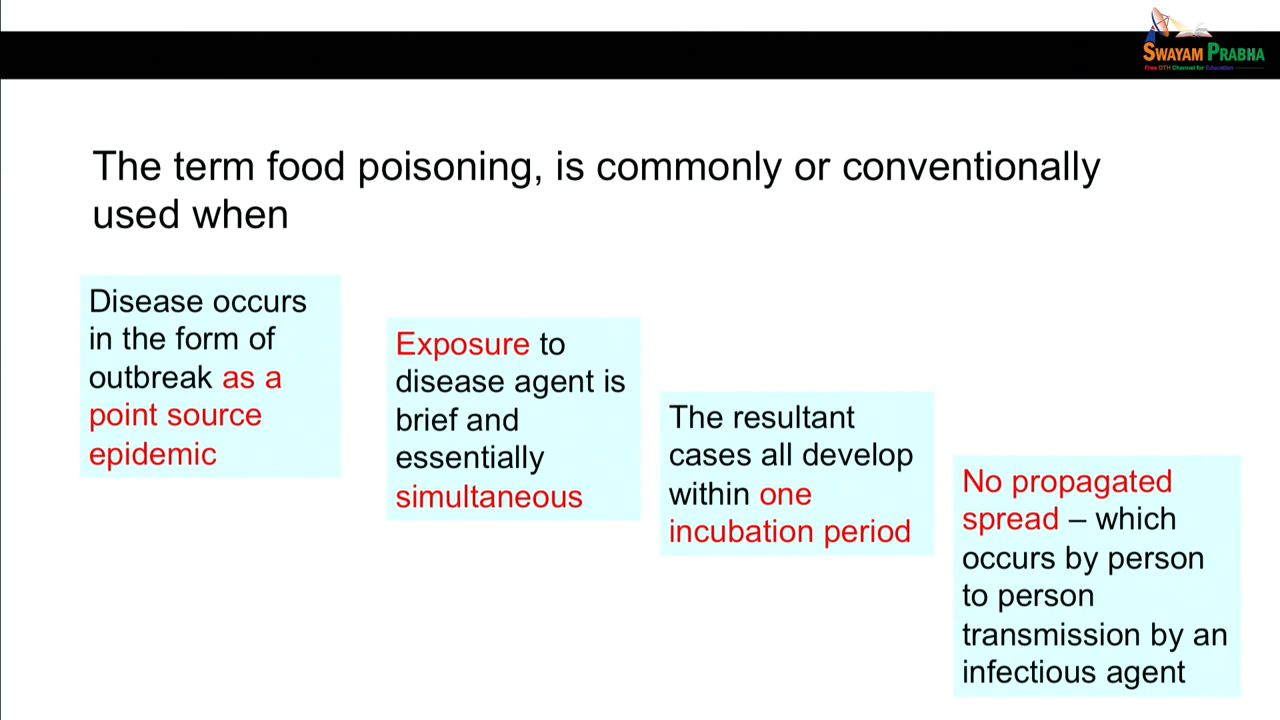 SWAYAM PRABHA
Free DTH Channel for Education
The term food poisoning, is commonly or conventionally
used when
Disease occurs
in the form of
outbreak as a
point source
epidemic
Exposure to
disease agent is
brief and
essentially
simultaneous
The resultant
cases all develop
within one
incubation period
No propagated
spread – which
occurs by person
to person
transmission by an
infectious agent